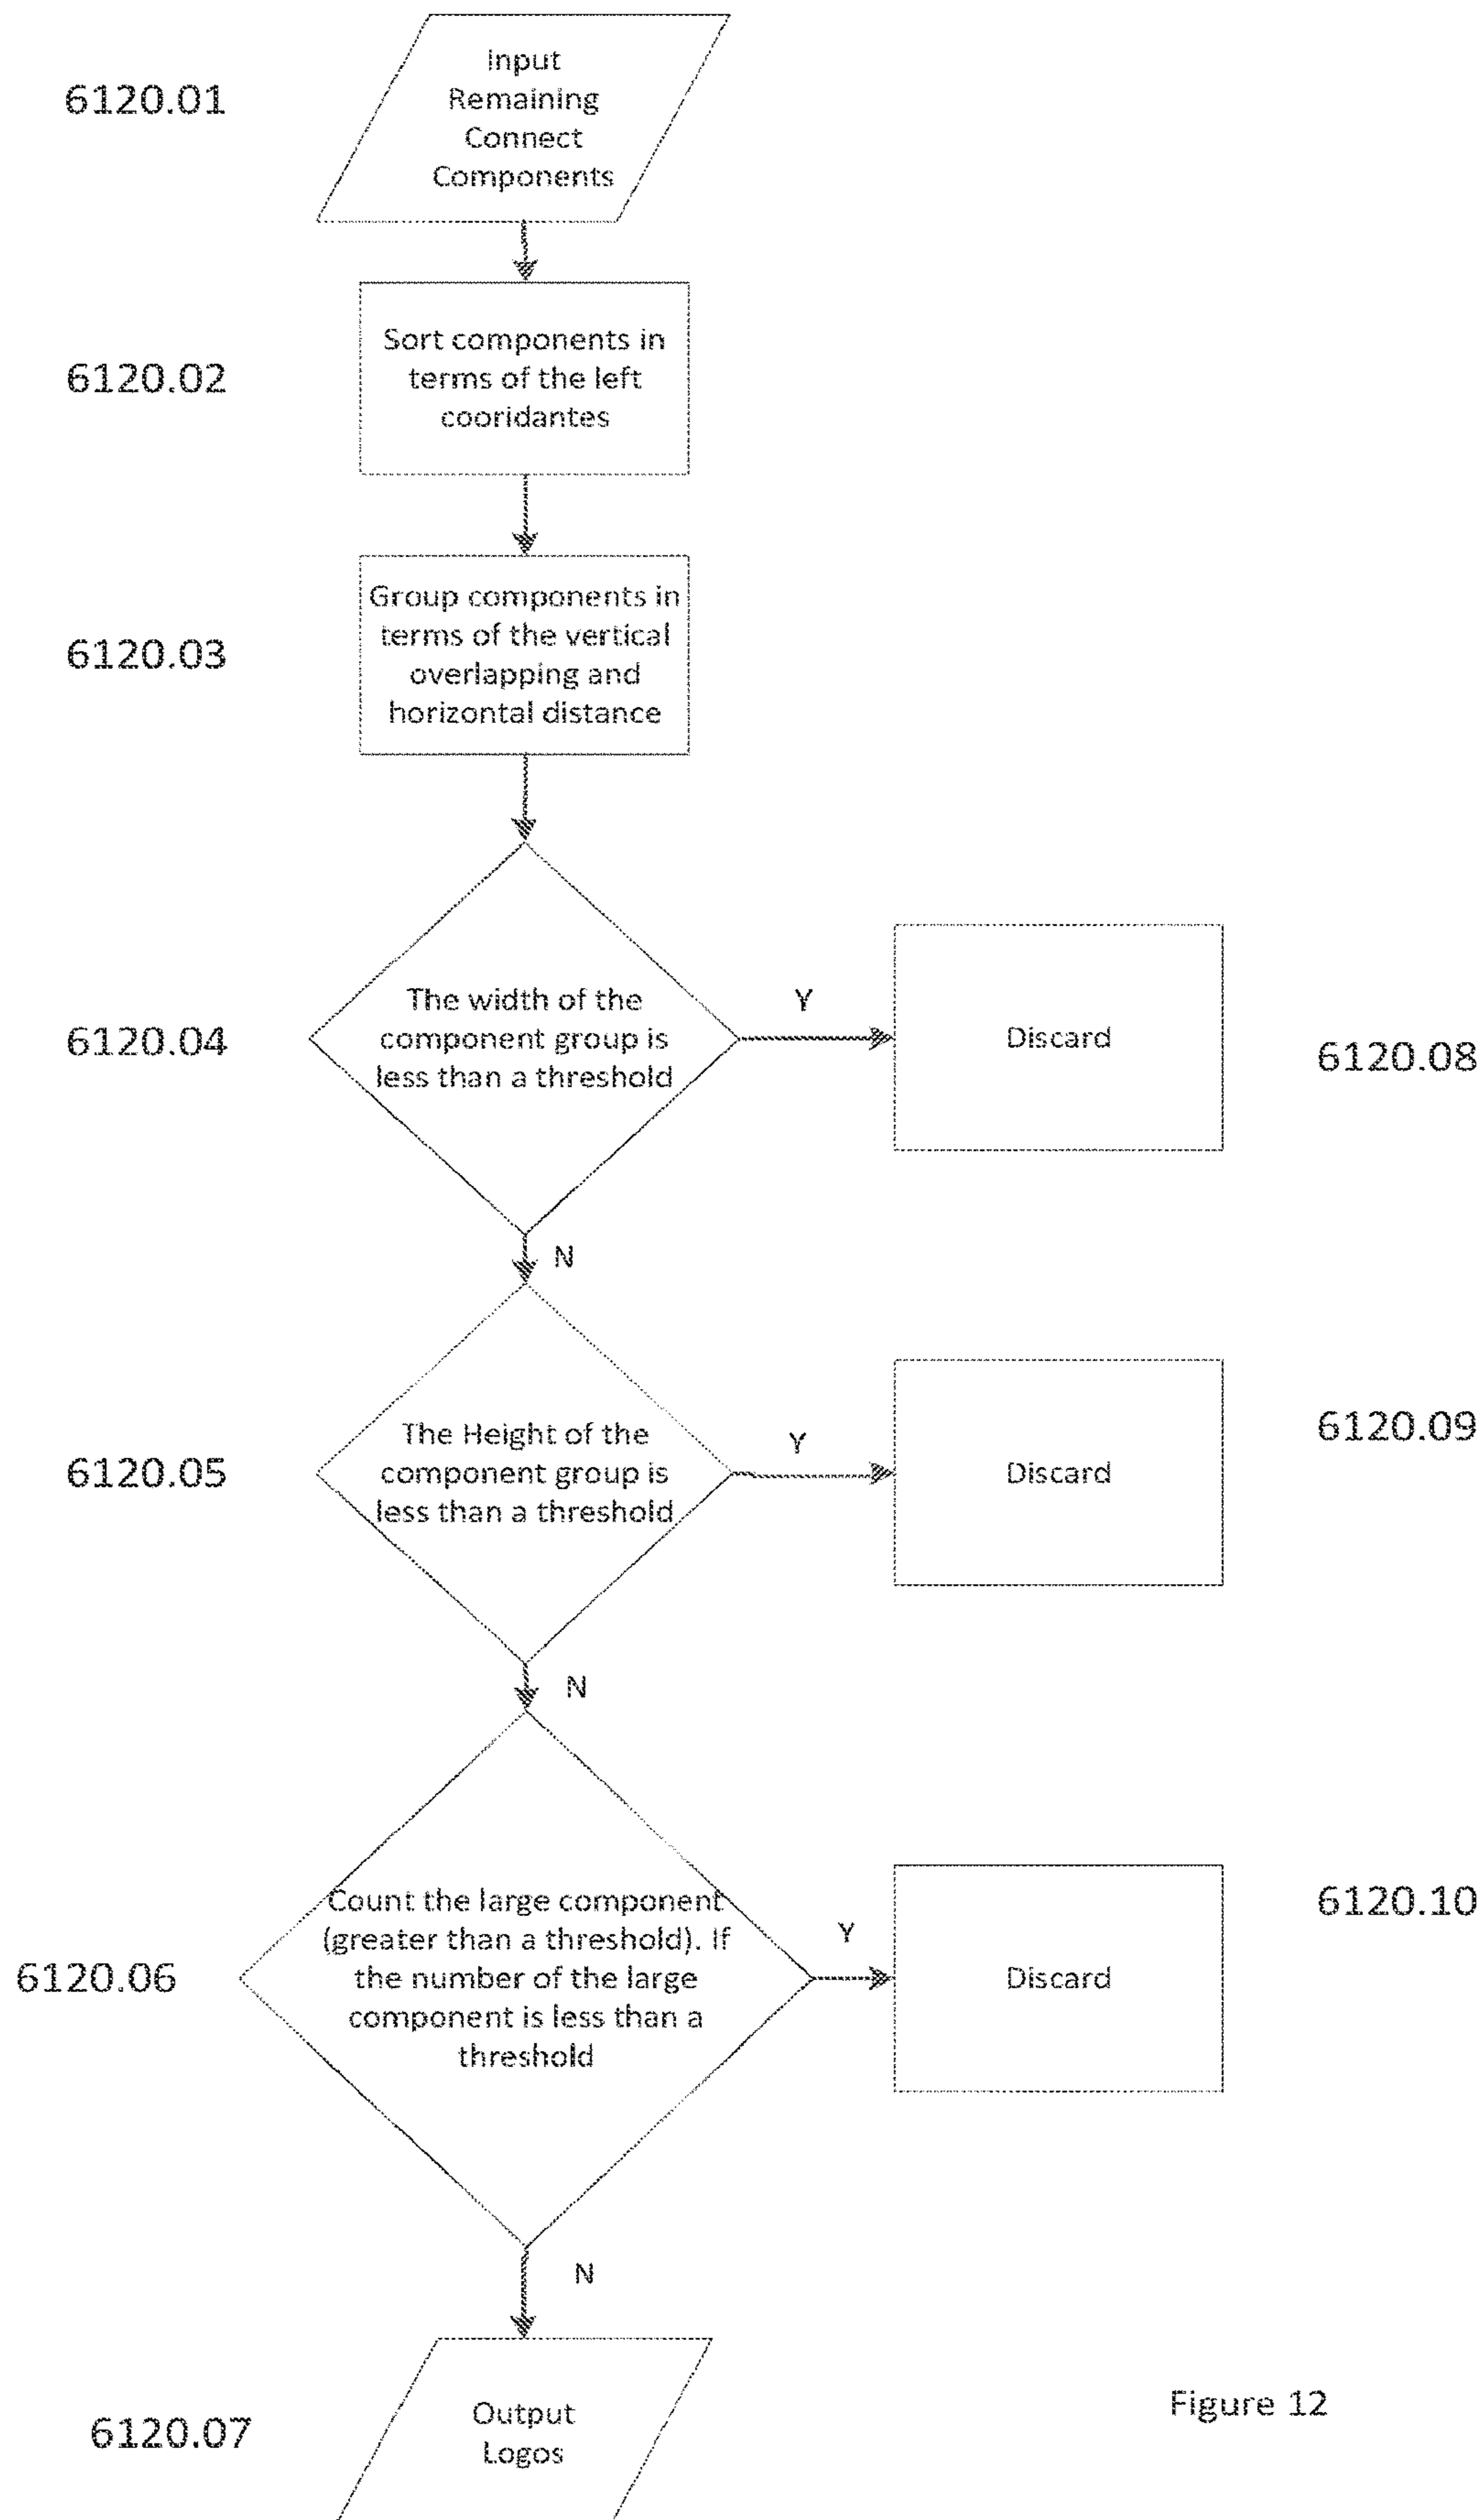 6120.01
Input
Remaining
Connect
Components
6120.02
Sort components in
terms of the left
cooridantes
6120.03
Group components in
terms of the vertical
overlapping and
horizontal distance
6120.04
The width of the
component group is
less than a threshold
Y
Discard
6120.08
N
6120.05
The Height of the
component group is
less than a threshold
Y
Discard
6120.09
N
6120.06
Count the large component
(greater than a threshold). If
the number of the large
component is less than a
threshold
Y
Discard
6120.10
N
6120.07
Output
Logos
Figure 12